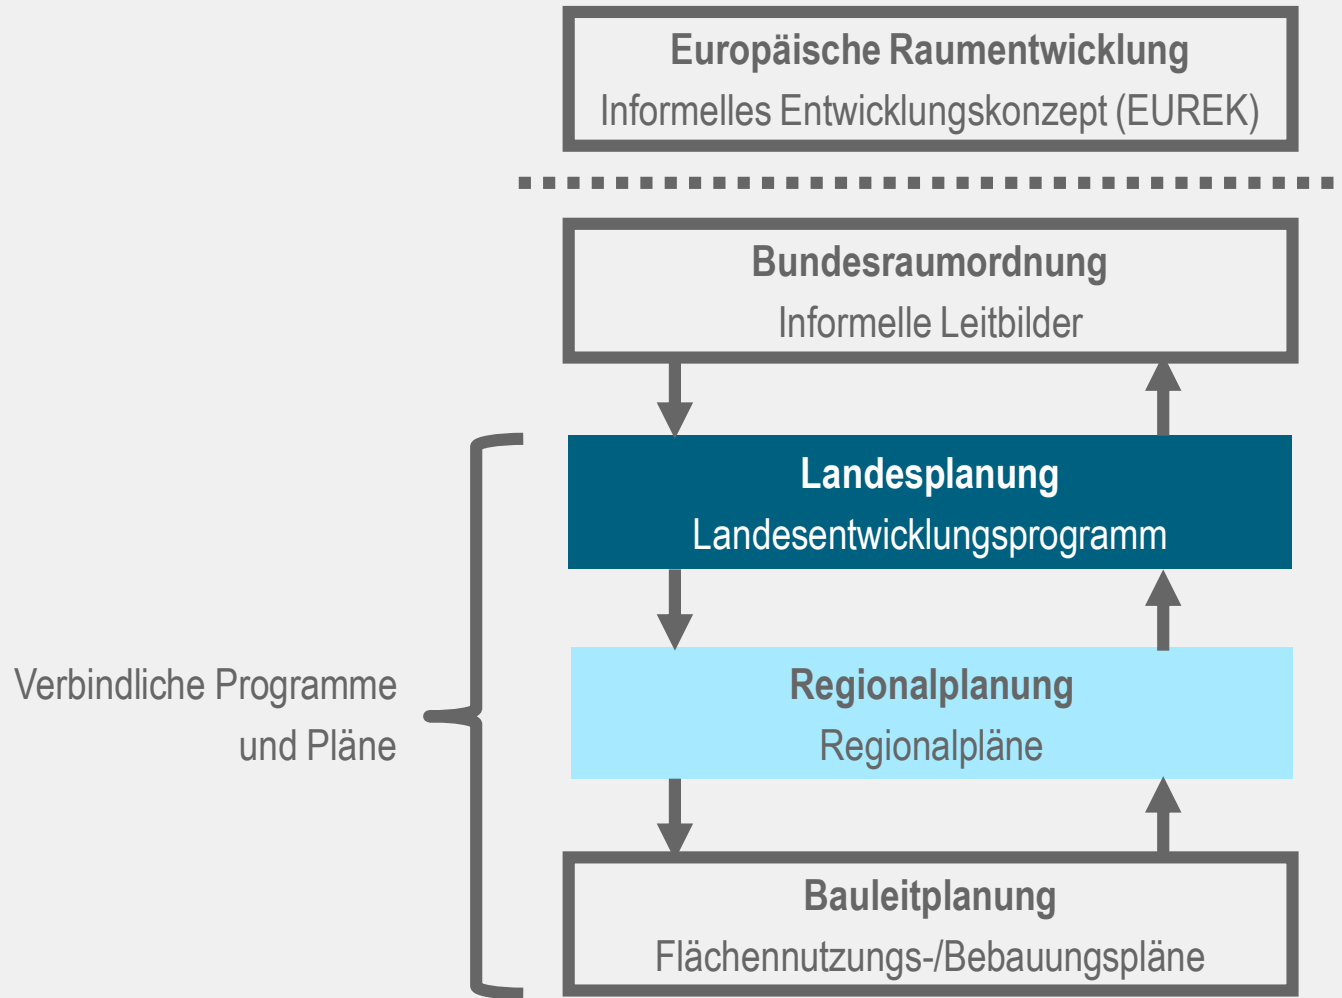 Europäische Raumentwicklung
Informelles Entwicklungskonzept (EUREK)
Bundesraumordnung
Informelle Leitbilder
Landesplanung
Landesentwicklungsprogramm
Verbindliche Programme
und Pläne
Regionalplanung
Regionalpläne
Bauleitplanung
Flächennutzungs-/Bebauungspläne